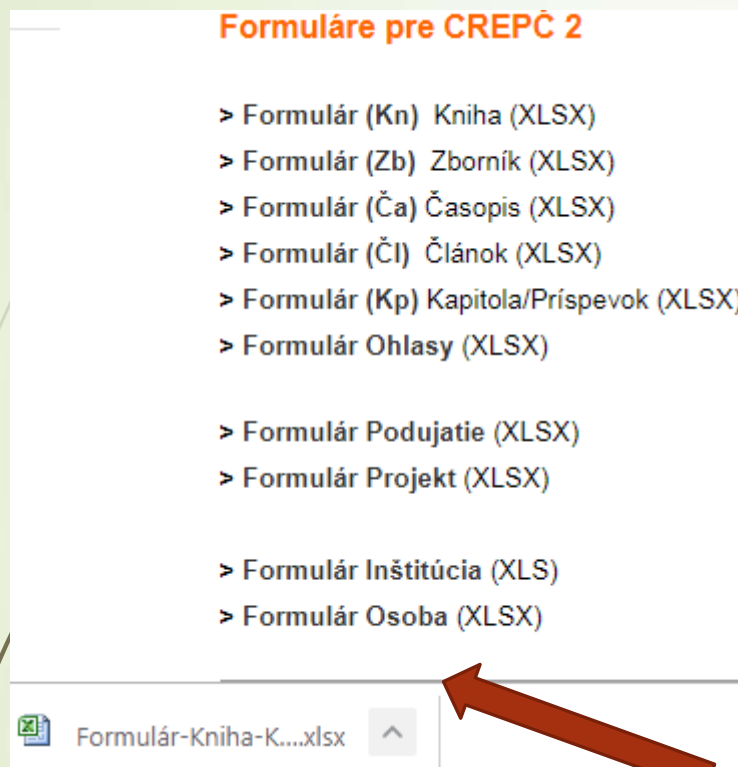 Formuláre pre CREPČ 2
> Formulár (Kn) Kniha (XLSX)
> Formulár (Zb) Zborník (XLSX)
> Formulár (Ča) Časopis (XLSX)
> Formulár (Čl) Článok (XLSX)
> Formulár (Kp) Kapitola/Príspevok (XLSX)
> Formulár Ohlasy (XLSX)
> Formulár Podujatie (XLSX)
> Formulár Projekt (XLSX)
> Formulár Inštitúcia (XLS)
> Formulár Osoba (XLSX)
Formulár-Kniha-K....xlsx